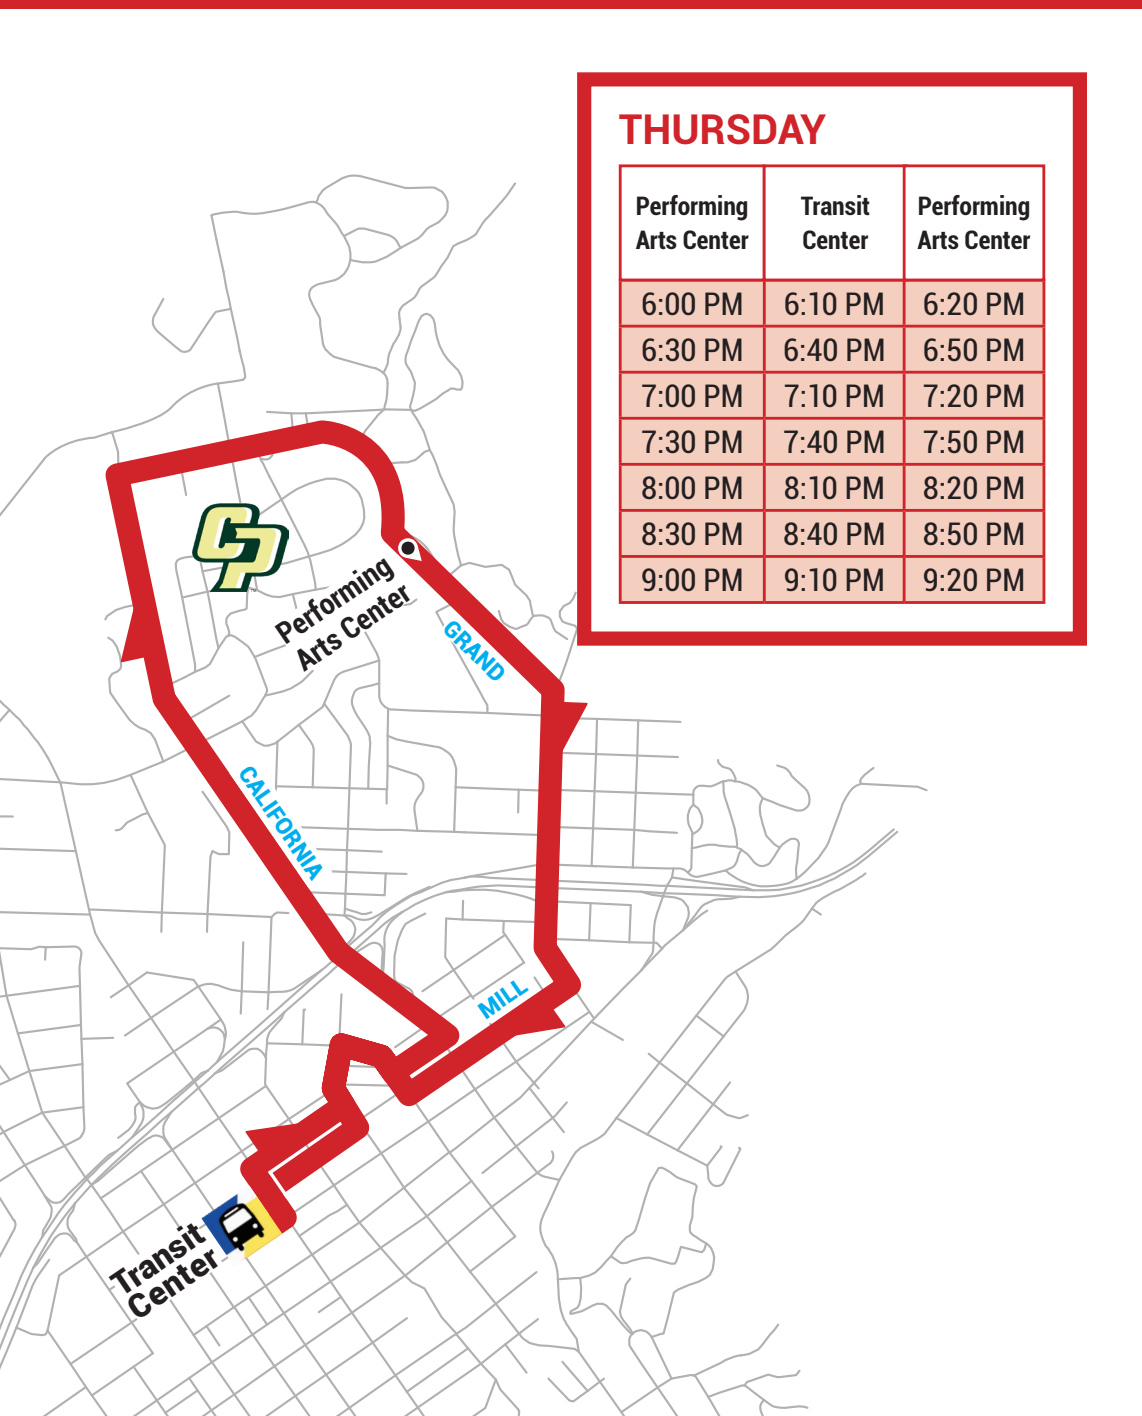 THURSDAY
Performing Arts Center
Transit Center
Performing Arts Center
6:00 PM 6:10 PM 6:20 PM
6:30 PM 6:40 PM 6:50 PM
7:00 PM 7:10 PM 7:20 PM
7:30 PM 7:40 PM 7:50 PM
8:00 PM 8:10 PM 8:20 PM
8:30 PM 8:40 PM 8:50 PM
9:00 PM 9:10 PM 9:20 PM
CP
Performing
Arts Center
GRAND
CALIFORNIA
MILL
Transit
Center